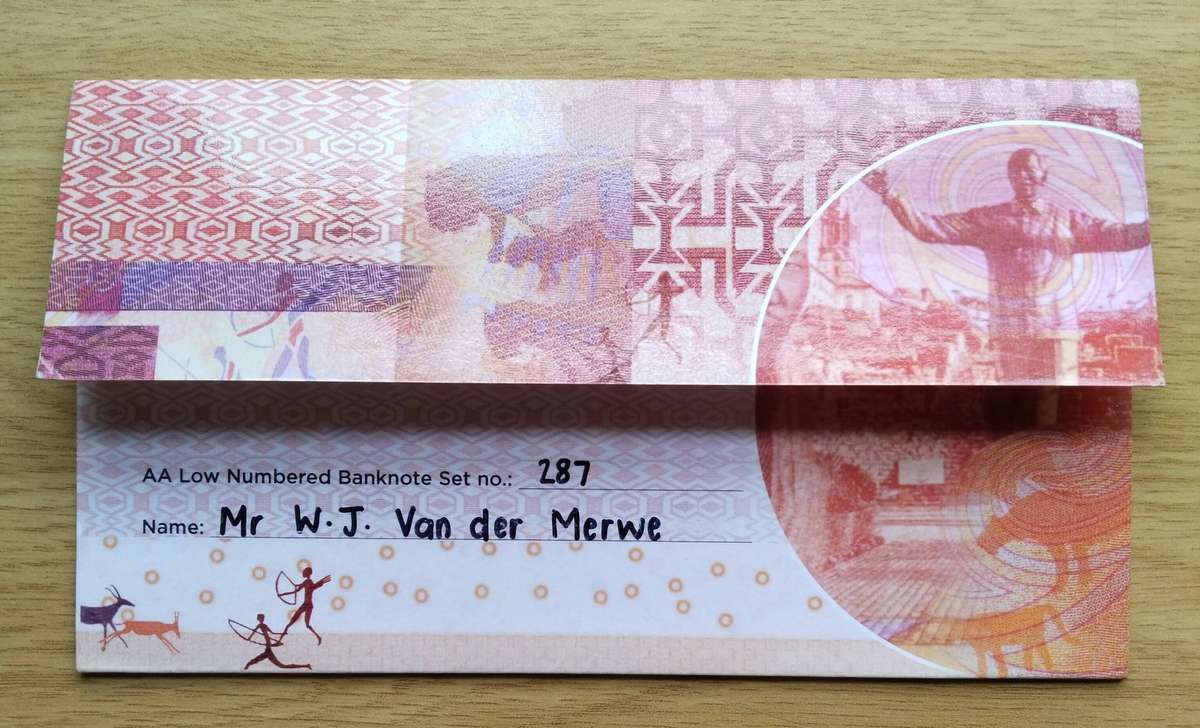 AA Low Numbered Banknote Set no.: 287
Name: Mr W.J. Van der Merwe